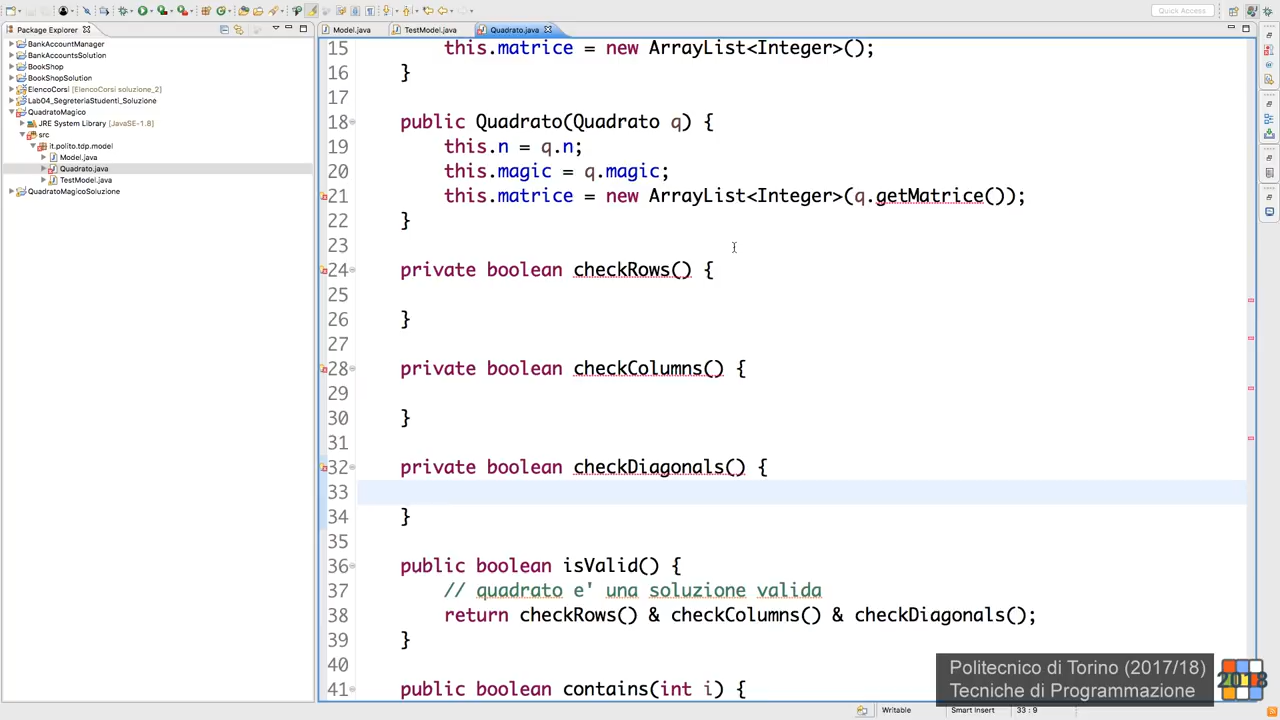 Quick Access
Package Explorer
Model.java
TestModel.java
Quadrato.java
BankAccountManager
BankAccountsSolution
BookShop
BookShopSolution
ElencoCorsi [ElencoCorsi soluzione_2]
Lab04_SegreteriaStudenti_Soluzione
QuadratoMagico
JRE System Library [JavaSE-1.8]
src
it.polito.tdp.model
Model.java
Quadrato.java
TestModel.java
QuadratoMagicoSoluzione
15 this.matrice = new ArrayList<Integer>();
16 }
17
18 public Quadrato(Quadrato q) {
19 this.n = q.n;
20 this.magic = q.magic;
21 this.matrice = new ArrayList<Integer>(q.getMatrice());
22 }
23
24 private boolean checkRows() {
25
26 }
27
28 private boolean checkColumns() {
29
30 }
31
32 private boolean checkDiagonals() {
33
34 }
35
36 public boolean isValid() {
37 // quadrato e' una soluzione valida
38 return checkRows() & checkColumns() & checkDiagonals();
39 }
40
41 public boolean contains(int i) {
Politecnico di Torino (2017/18)
Tecniche di Programmazione
2018
Writable
Smart Insert
33 : 9